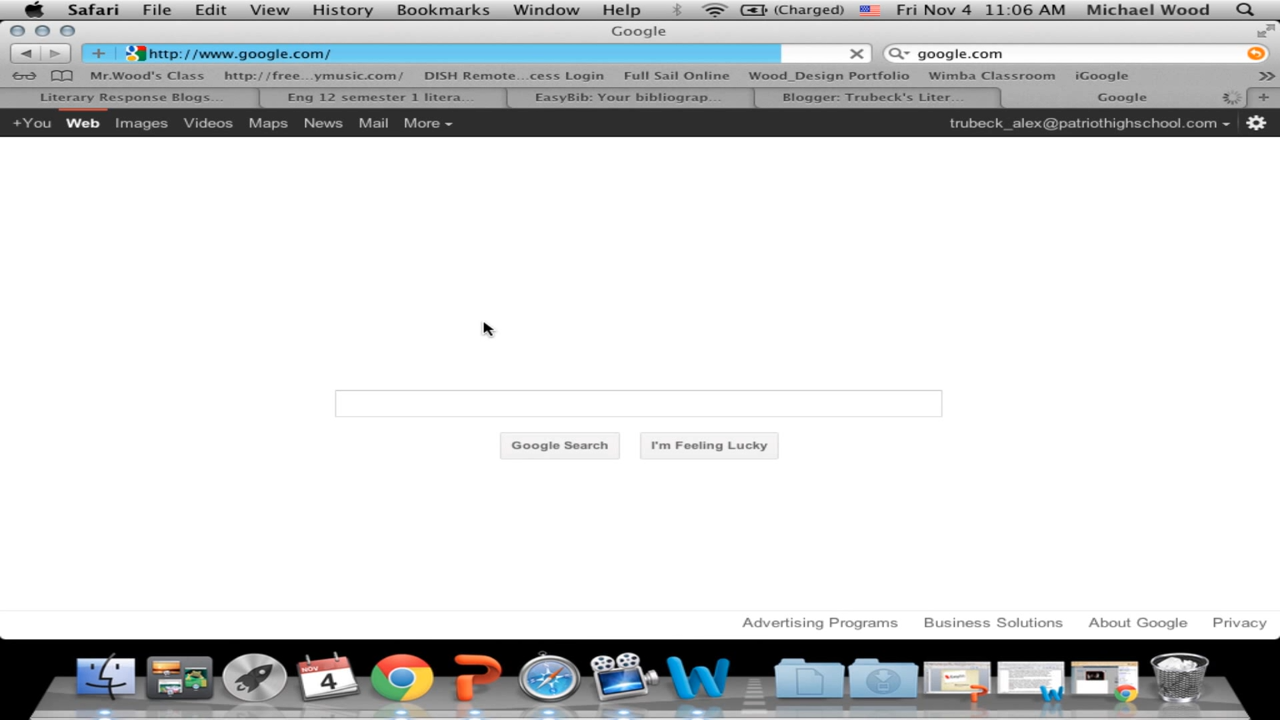 Safari File Edit View History Bookmarks Window Help (Charged) Fri Nov 4 11:06 AM Michael Wood
Google
http://www.google.com/ google.com
Mr.Wood's Class http://free...ymusic.com/ DISH Remote...cess Login Full Sail Online Wood_Design Portfolio Wimba Classroom iGoogle
Literary Response Blogs... Eng 12 semester 1 litera... EasyBib: Your bibliograp... Blogger: Trubeck's Liter... Google
+You Web Images Videos Maps News Mail More trubeck_alex@patriothighschool.com
Google Search I'm Feeling Lucky
Advertising Programs Business Solutions About Google Privacy
NOV
4